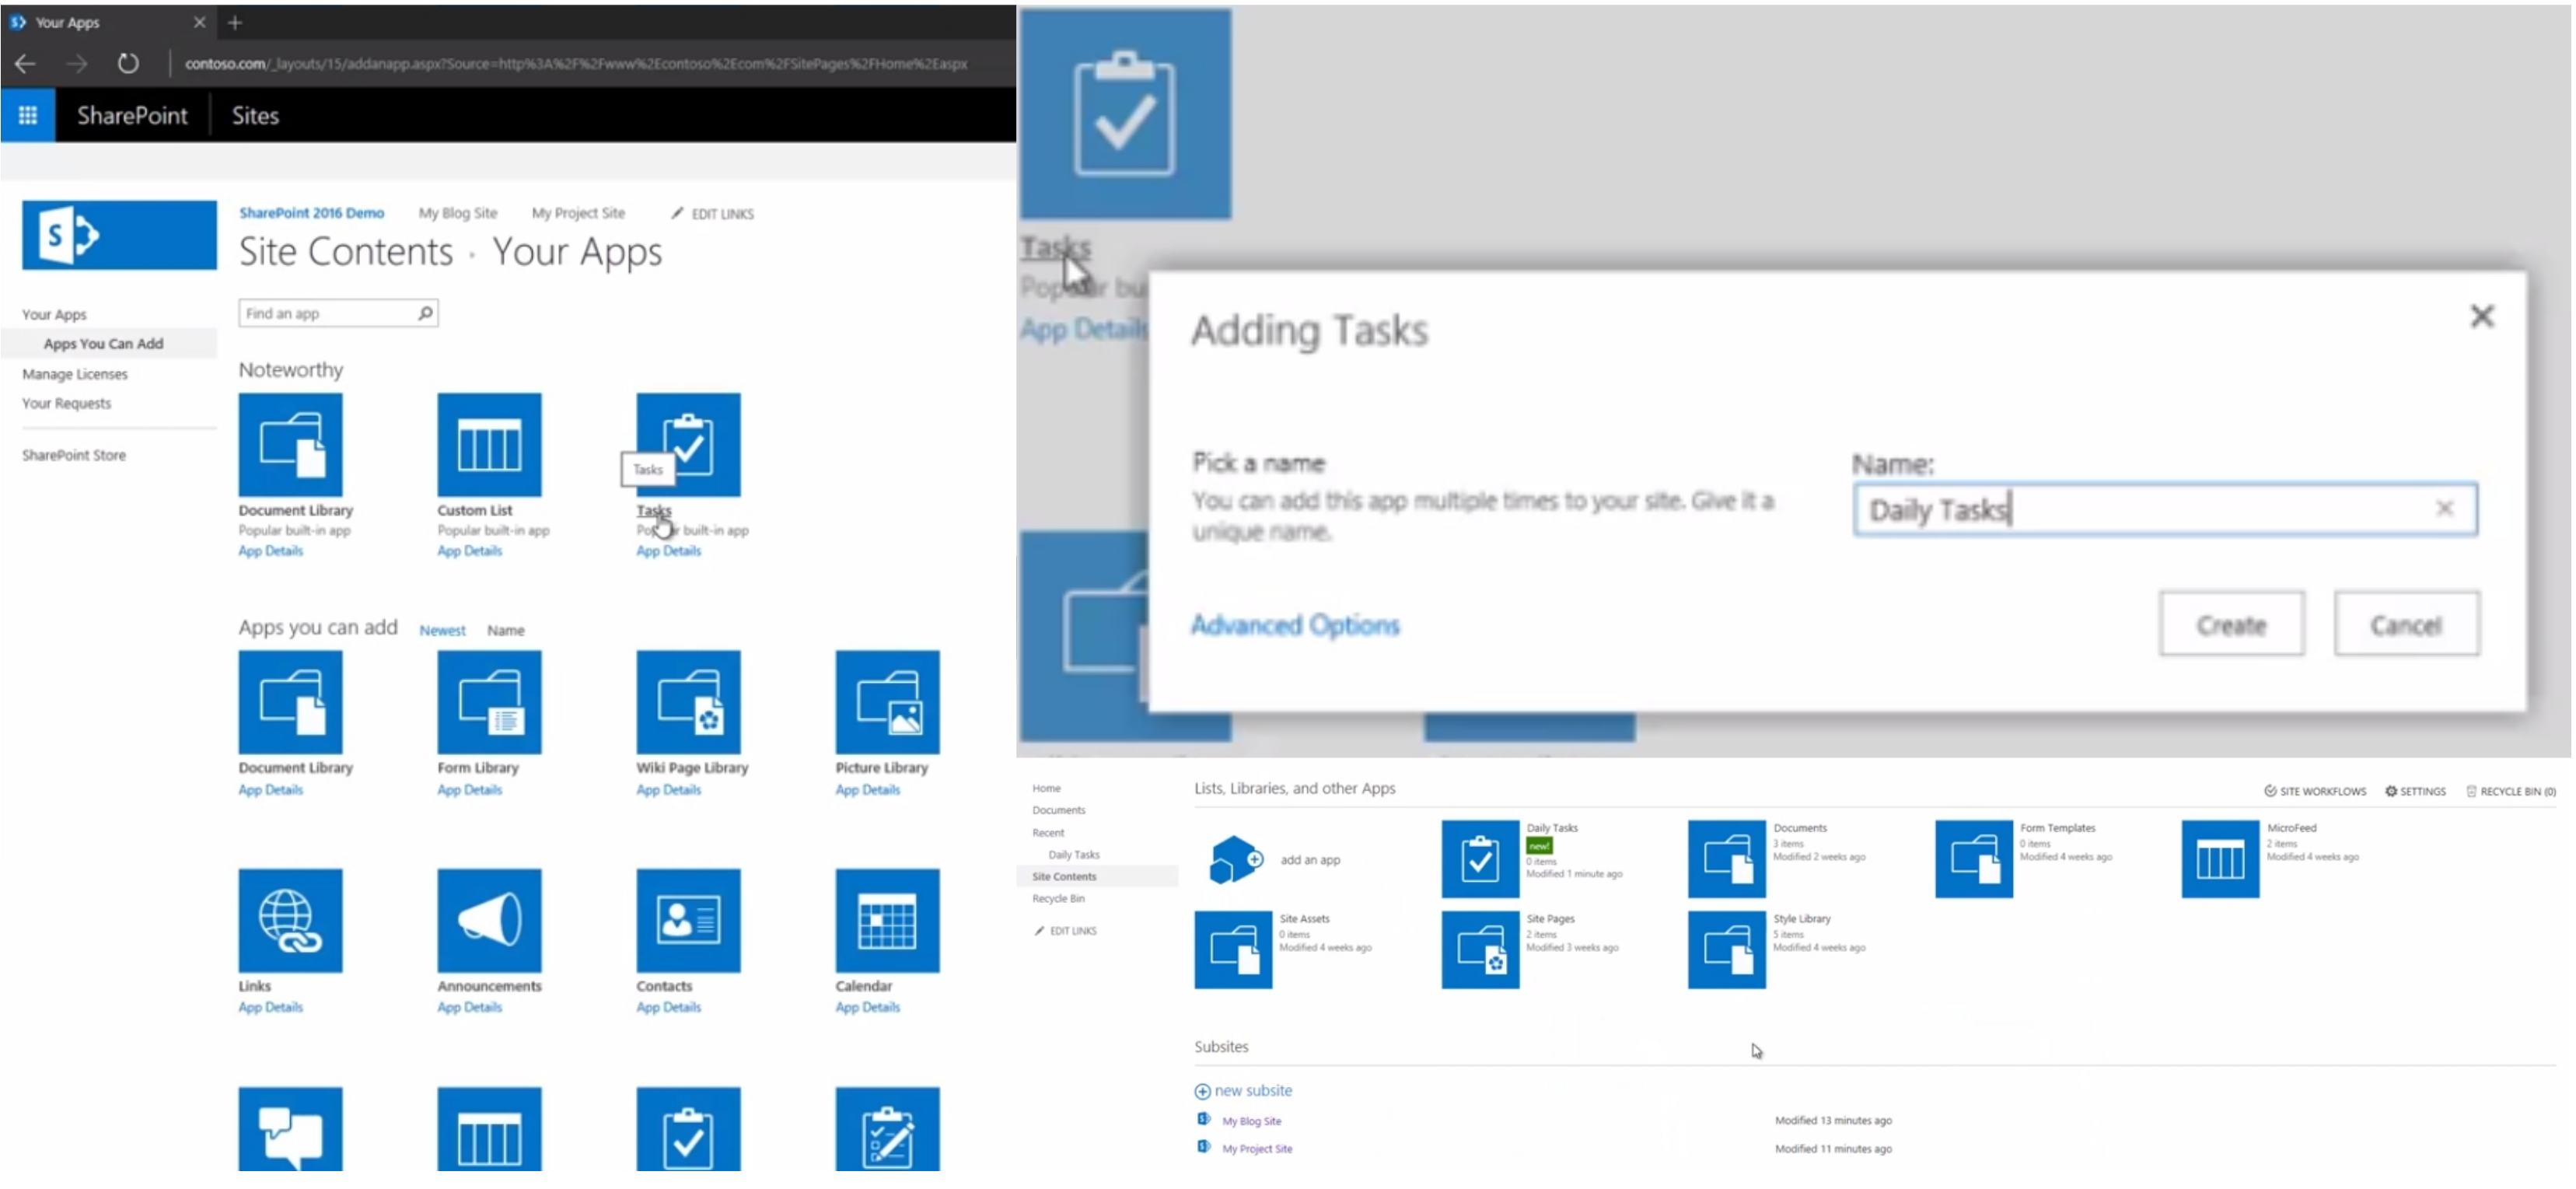 Your Apps
contoso.com/_layouts/15/addanapp.aspx?Source=http%3A%2F%2Fwww%2Econtoso%2Ecom%2FSitePages%2FHome%2Easpx
SharePoint Sites
SharePoint 2016 Demo My Blog Site My Project Site EDIT LINKS
Site Contents › Your Apps
Your Apps
Apps You Can Add
Manage Licenses
Your Requests
SharePoint Store
Find an app
Noteworthy
Tasks
Document Library Custom List Tasks
Popular built-in app Popular built-in app built-in app
App Details App Details App Details
Apps you can add Newest Name
Document Library Form Library Wiki Page Library Picture Library
App Details App Details App Details App Details
Links Announcements Contacts Calendar
App Details App Details App Details App Details
Tasks
App Details
Adding Tasks
Pick a name
You can add this app multiple times to your site. Give it a
unique name.
Name:
Daily Tasks
Advanced Options
Create Cancel
Home
Documents
Recent
Daily Tasks
Site Contents
Recycle Bin
EDIT LINKS
Lists, Libraries, and other Apps
SITE WORKFLOWS SETTINGS RECYCLE BIN (0)
add an app
Daily Tasks
new!
0 items
Modified 1 minute ago
Documents
3 items
Modified 2 weeks ago
Form Templates
0 items
Modified 4 weeks ago
MicroFeed
2 items
Modified 4 weeks ago
Site Assets
0 items
Modified 4 weeks ago
Site Pages
2 items
Modified 3 weeks ago
Style Library
5 items
Modified 4 weeks ago
Subsites
new subsite
My Blog Site Modified 13 minutes ago
My Project Site Modified 11 minutes ago